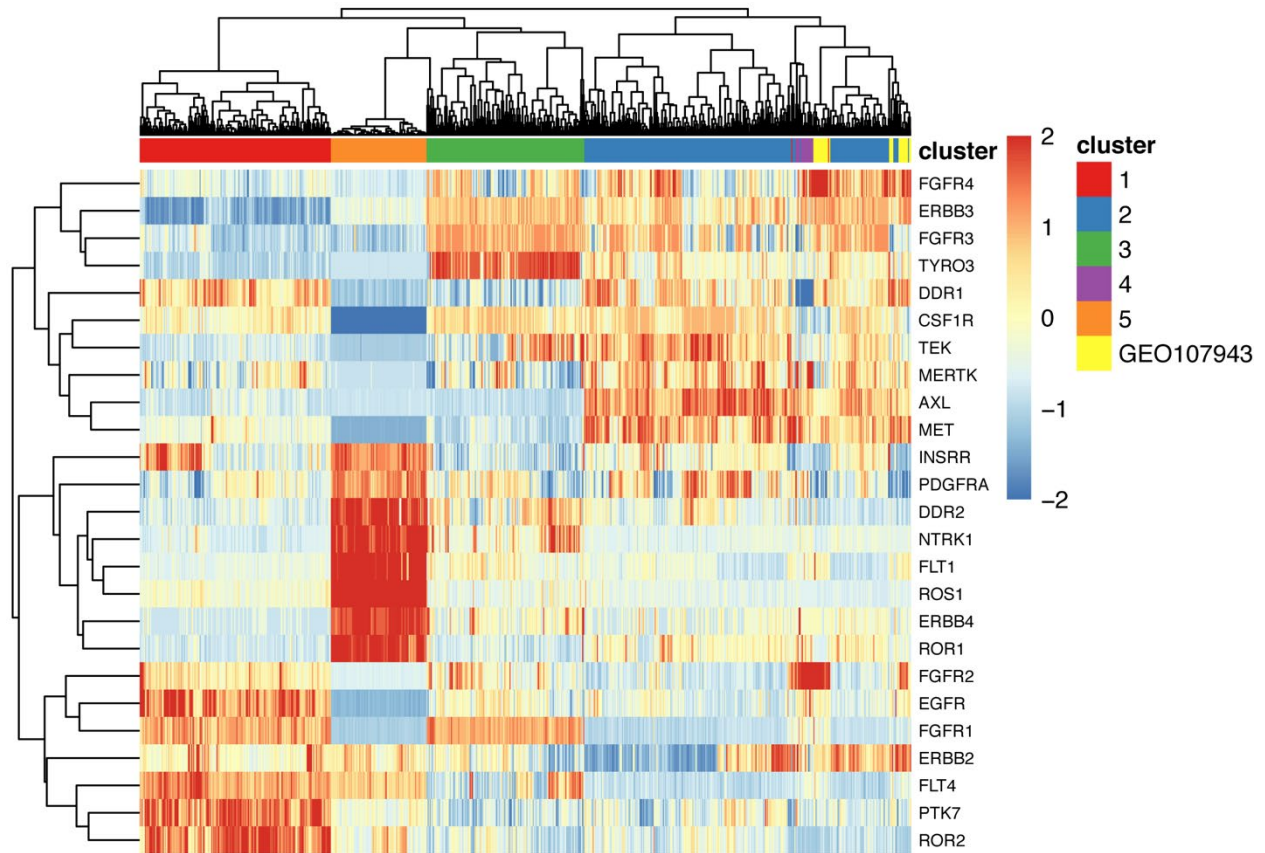 cluster
FGFR4
ERBB3
FGFR3
TYRO3
DDR1
CSF1R
TEK
MERTK
AXL
MET
INSRR
PDGFRA
DDR2
NTRK1
FLT1
ROS1
ERBB4
ROR1
FGFR2
EGFR
FGFR1
ERBB2
FLT4
PTK7
ROR2
2
1
0
−1
−2
cluster
1
2
3
4
5
GEO107943